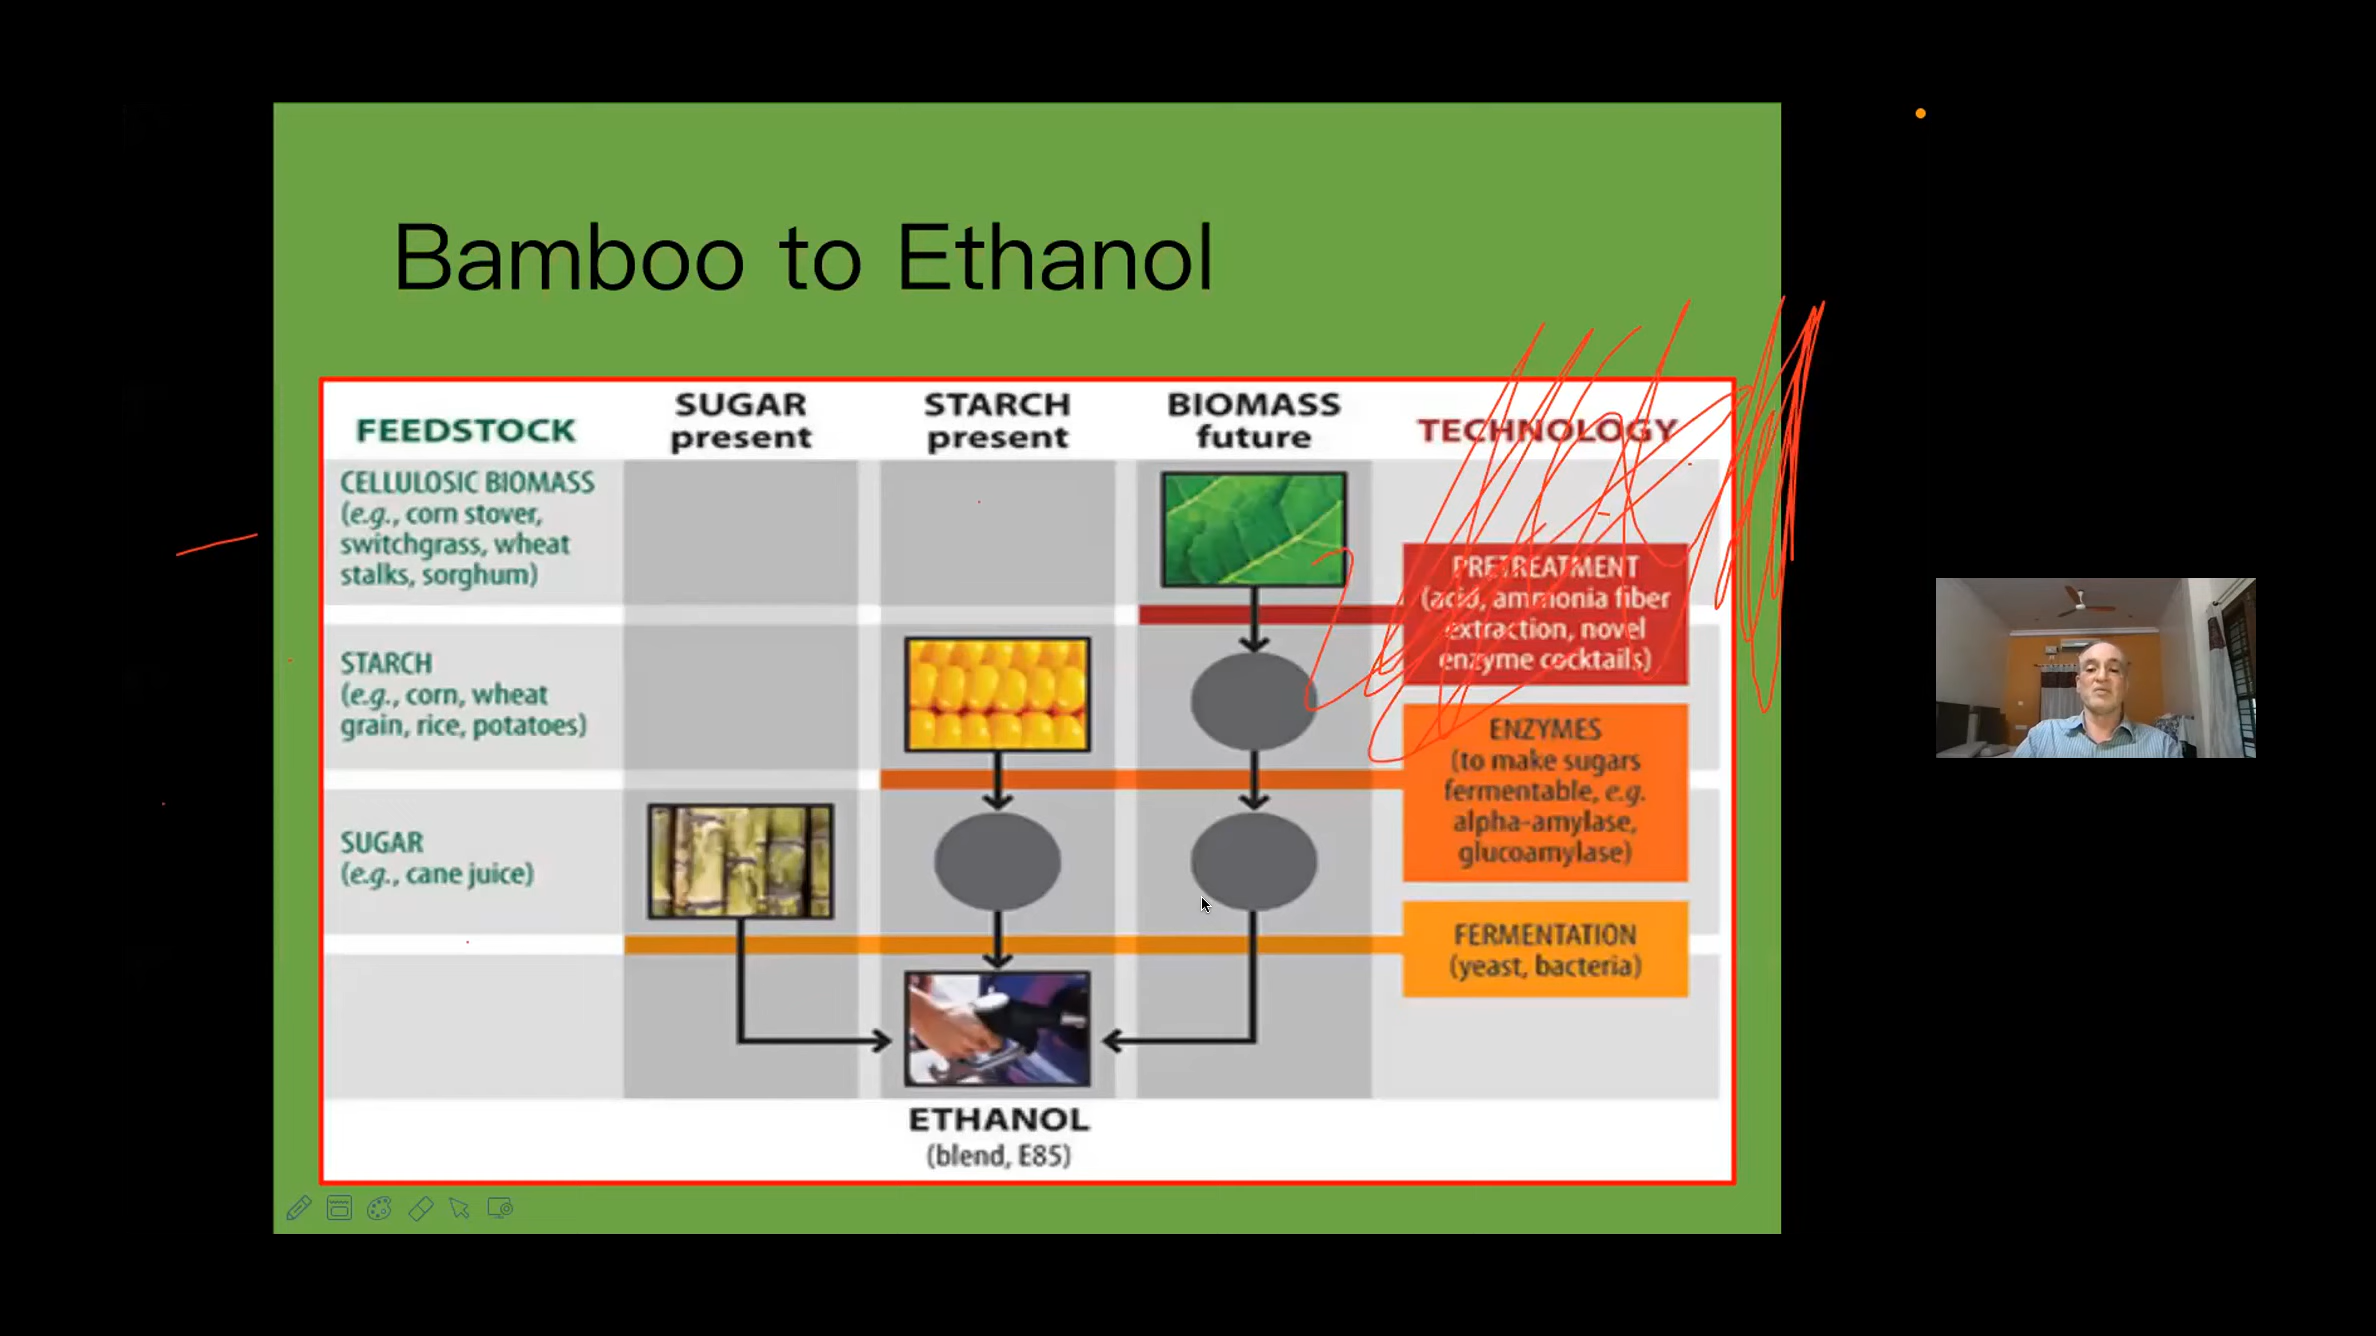 Bamboo to Ethanol
FEEDSTOCK
SUGAR
present
STARCH
present
BIOMASS
future
TECHNOLOGY
CELLULOSIC BIOMASS
(e.g., corn stover,
switchgrass, wheat
stalks, sorghum)
PRETREATMENT
(acid, ammonia fiber
extraction, novel
enzyme cocktails)
STARCH
(e.g., corn, wheat
grain, rice, potatoes)
ENZYMES
(to make sugars
fermentable, e.g.
alpha-amylase,
glucoamylase)
SUGAR
(e.g., cane juice)
FERMENTATION
(yeast, bacteria)
ETHANOL
(blend, E85)